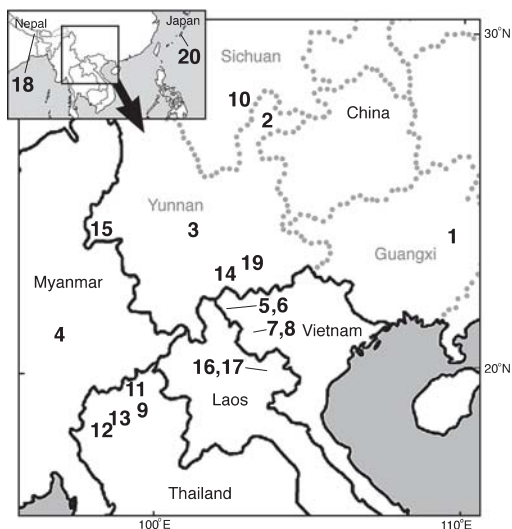 Nepal
Japan
18
20
30°N
Sichuan
10
2
China
Yunnan
3
15
1
Guangxi
14
19
Myanmar
5,6
7,8
Vietnam
4
16,17
20°N
Laos
11
9
13
12
Thailand
100°E
110°E